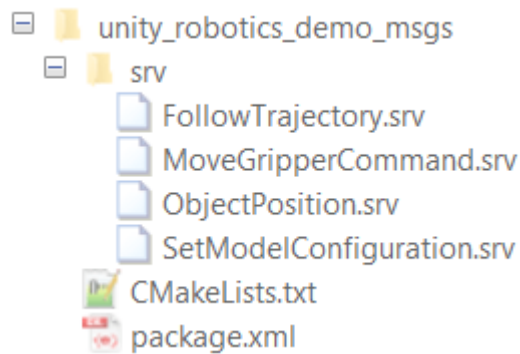 unity_robotics_demo_msgs
srv
FollowTrajectory.srv
MoveGripperCommand.srv
ObjectPosition.srv
SetModelConfiguration.srv
CMakeLists.txt
package.xml